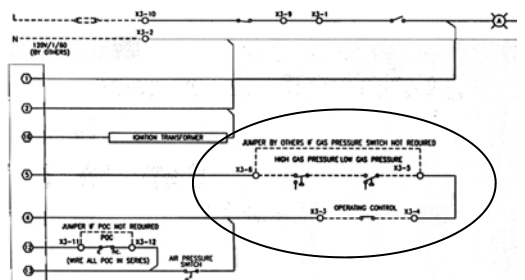 L X3-10 X3-9 X3-1 A
N X3-2
120V/1/60
(BY OTHERS)
1
2
10 IGNITION TRANSFORMER
JUMPER BY OTHERS IF GAS PRESSURE SWITCH NOT REQUIRED
HIGH GAS PRESSURE LOW GAS PRESSURE
5 X3-6 X3-5
OPERATING CONTROL
4 X3-3 X3-4
JUMPER IF POC NOT REQUIRED
POC
12 X3-11 N.C. X3-12
(WIRE ALL POC IN SERIES)
AIR PRESSURE
SWITCH
13